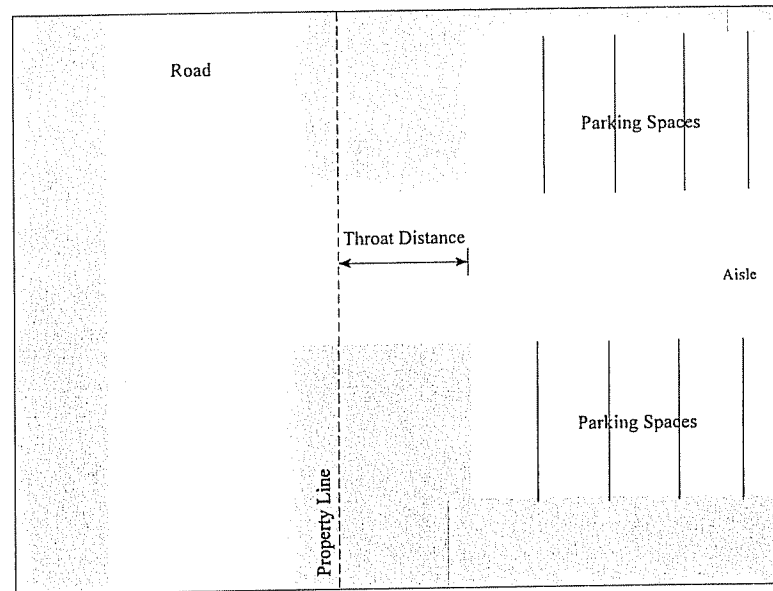 Road
Parking Spaces
Throat Distance
Aisle
Parking Spaces
Property Line